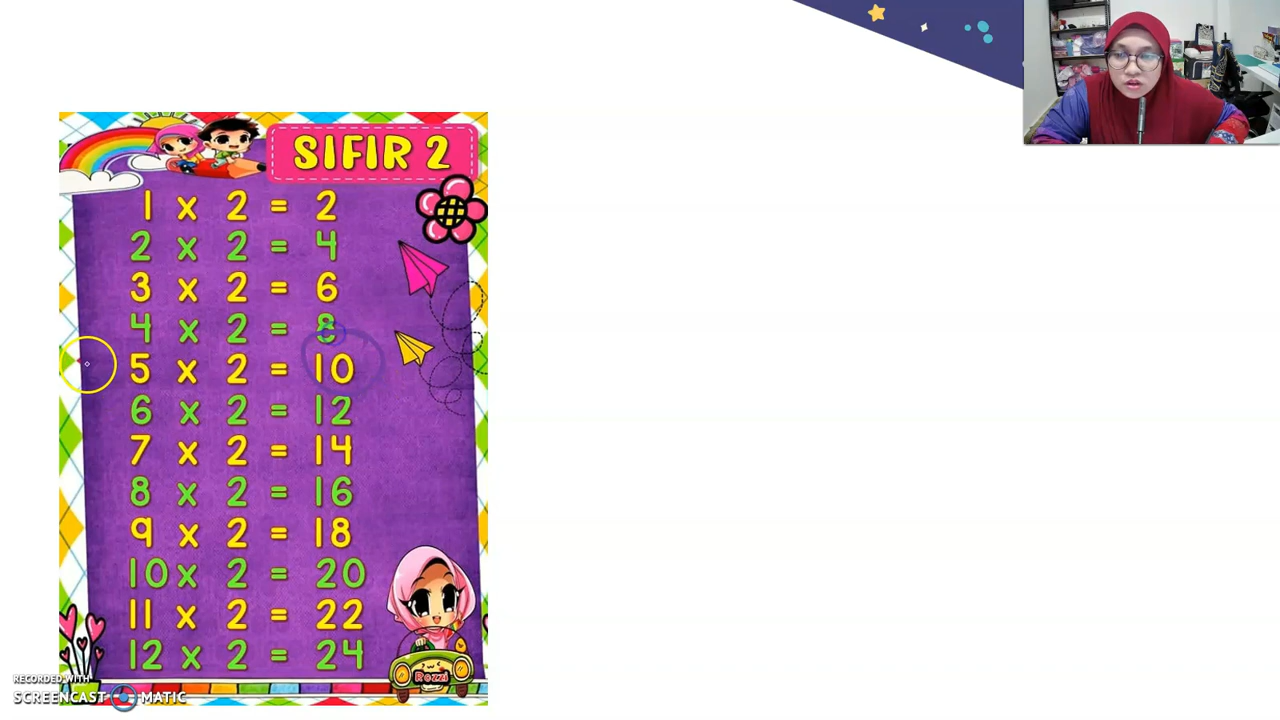 SIFIR 2
1 x 2 = 2
2 x 2 = 4
3 x 2 = 6
4 x 2 = 8
5 x 2 = 10
6 x 2 = 12
7 x 2 = 14
8 x 2 = 16
9 x 2 = 18
10 x 2 = 20
11 x 2 = 22
12 x 2 = 24
Rozzi
RECORDED WITH
SCREENCAST MATIC